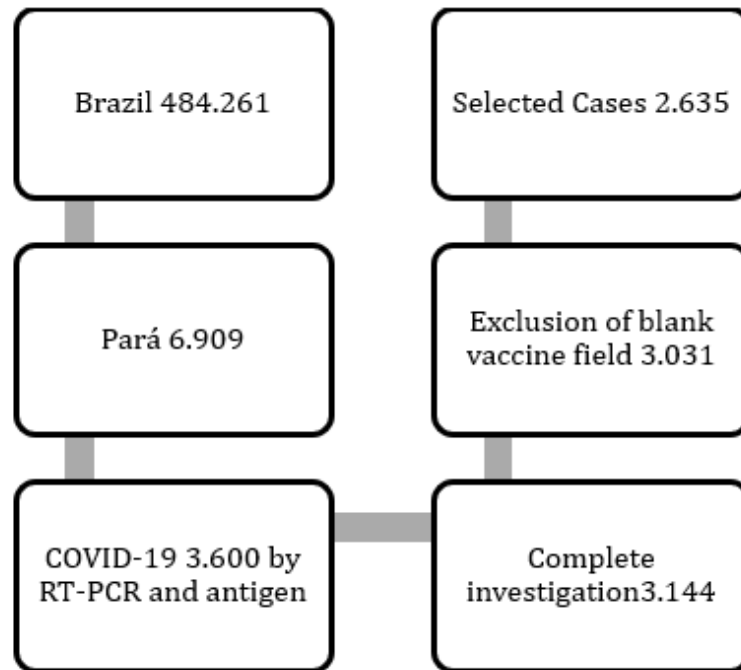 Brazil 484.261
Pará 6.909
COVID-19 3.600 by
RT-PCR and antigen
Complete
investigation3.144
Exclusion of blank
vaccine field 3.031
Selected Cases 2.635